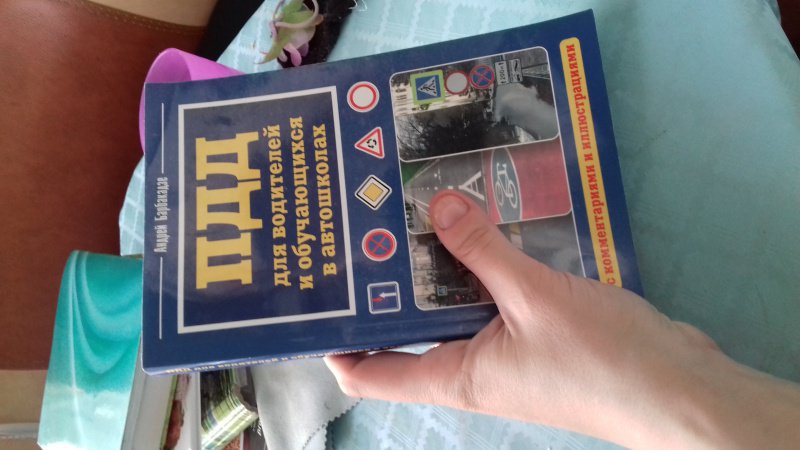 Андрей Барбакадзе
ПДД
для водителей
и обучающихся
в автошколах
с комментариями и иллюстрациями